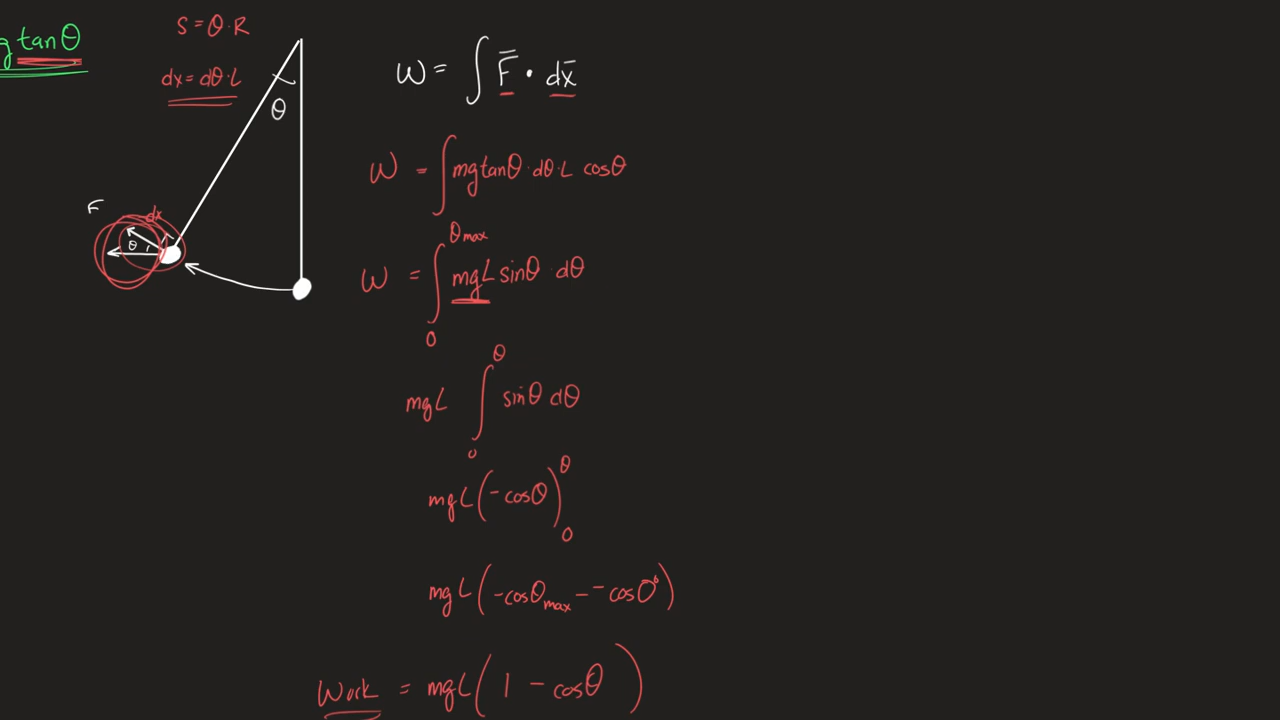 g tanθ
S = θ·R
dx = dθ·L
θ
F
dx
θ
W = ∫ F̄ · dx̄
W = ∫ mg tanθ · dθ · L cosθ
W = ∫₀^θmax mgL sinθ · dθ
mgL ∫₀^θ sinθ dθ
mgL (-cosθ)₀^θ
mgL (-cosθmax - -cos0°)
Work = mgL (1 - cosθ)